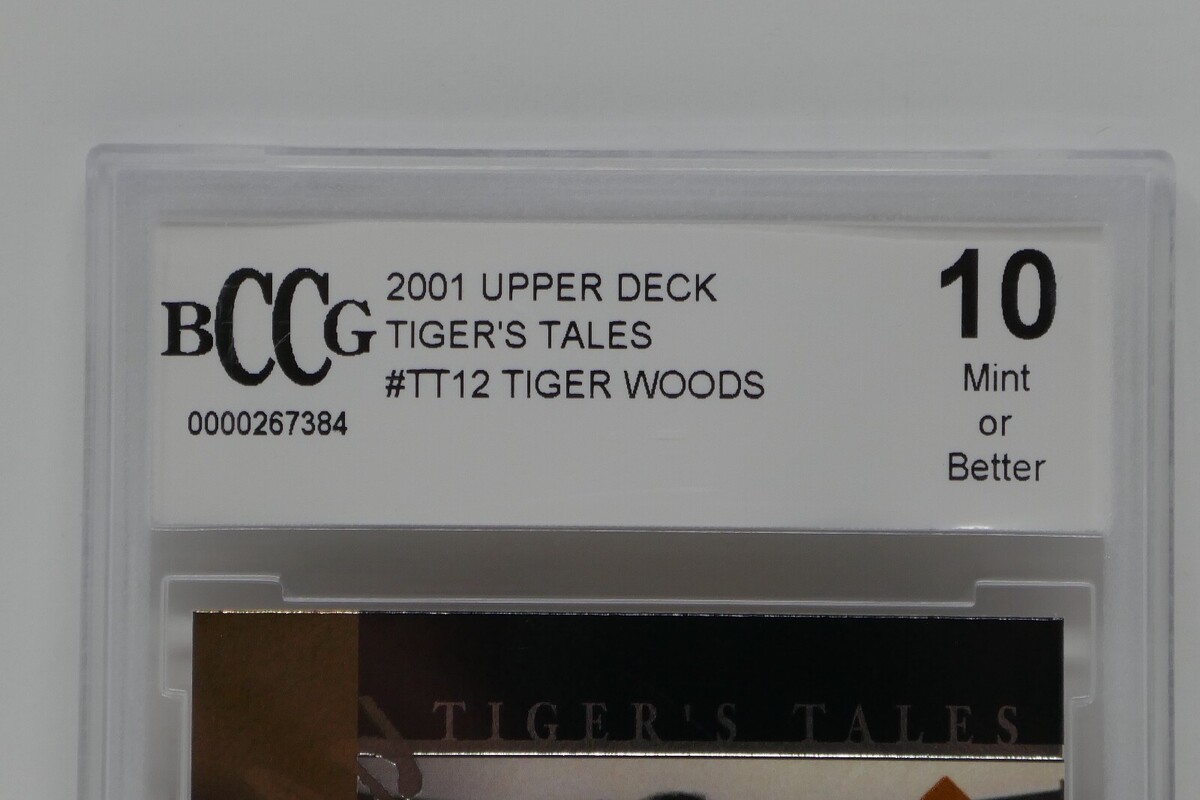 BCCG
0000267384
2001 UPPER DECK
TIGER'S TALES
#TT12 TIGER WOODS
10
Mint
or
Better
TIGER'S TALES